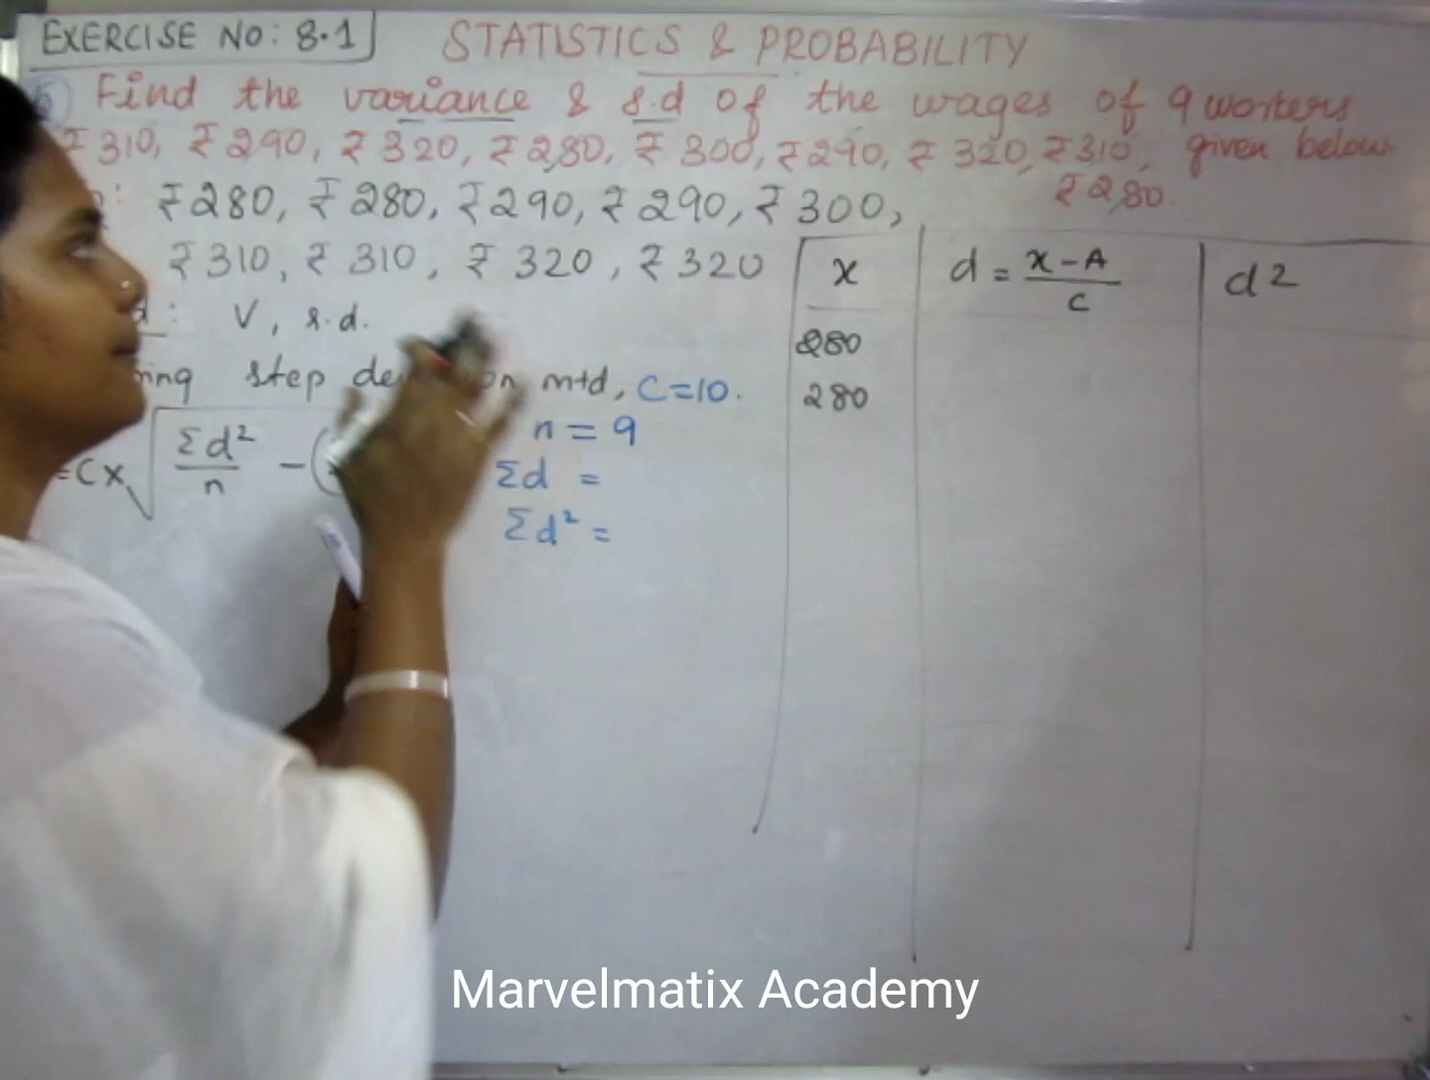 EXERCISE NO: 8.1
STATISTICS & PROBABILITY
Find the variance & s.d of the wages of 9 workers
₹310, ₹290, ₹320, ₹280, ₹300, ₹290, ₹320, ₹310, given below
₹280.
₹280, ₹280, ₹290, ₹290, ₹300,
₹310, ₹310, ₹320, ₹320
V, s.d.
step mtd, C=10.
= C × √ Σd²/n − (
n = 9
Σd =
Σd² =
x d = x-A/C d2
280
280
Marvelmatix Academy